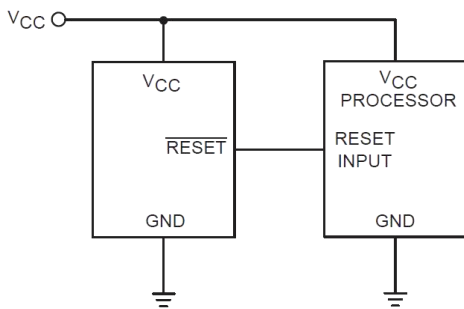 VCC
VCC
RESET
GND
VCC
PROCESSOR
RESET
INPUT
GND